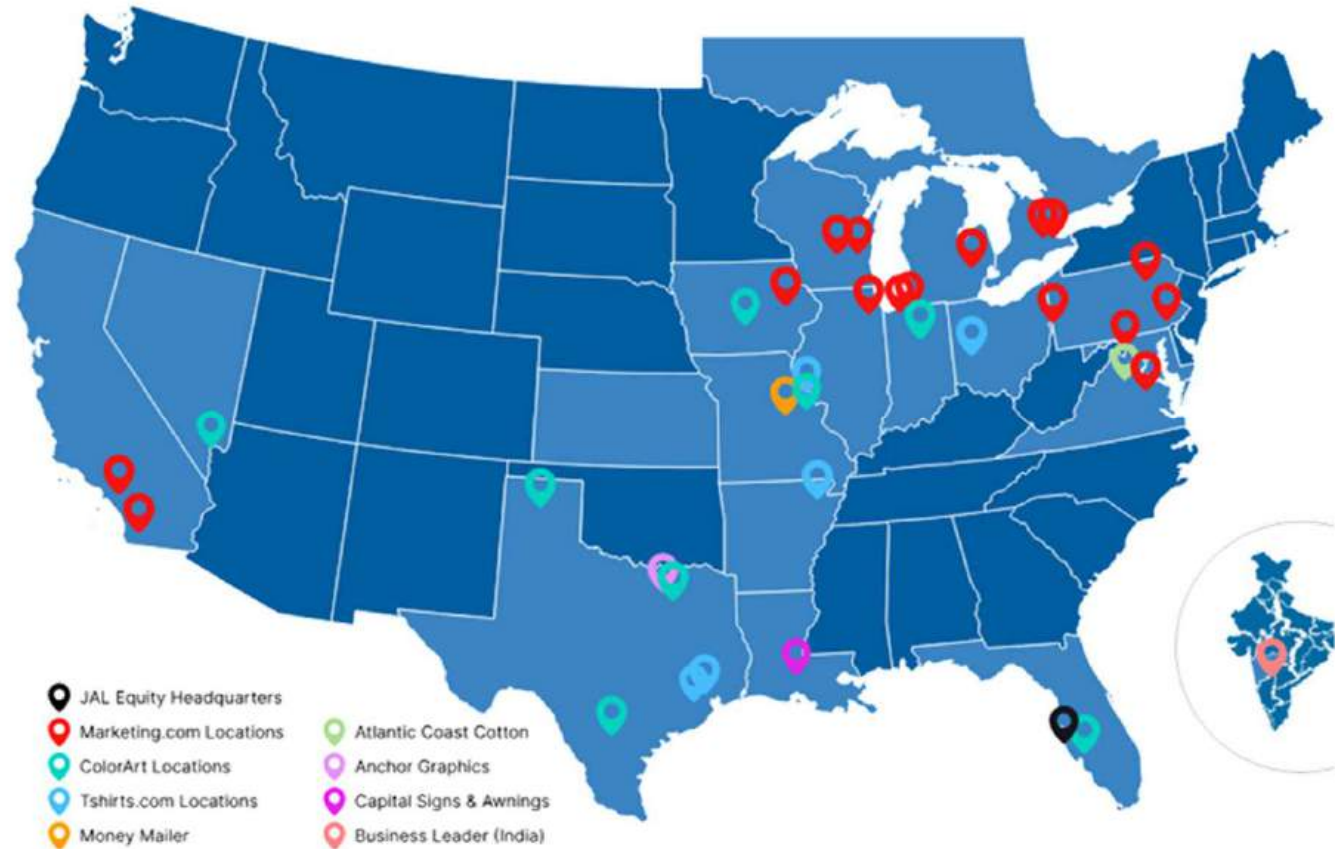 JAL Equity Headquarters
Marketing.com Locations
ColorArt Locations
Tshirts.com Locations
Money Mailer
Atlantic Coast Cotton
Anchor Graphics
Capital Signs & Awnings
Business Leader (India)